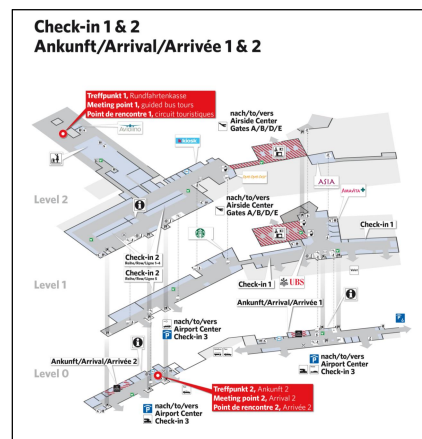 Check-in 1 & 2
Ankunft/Arrival/Arrivée 1 & 2
Treffpunkt 1, Rundfahrtenkasse
Meeting point 1, guided bus tours
Point de rencontre 1, circuit touristiques
nach/to/vers
Airside Center
Gates A/B/D/E
Level 2
ASIA
nach/to/vers
Airside Center
Gates A/B/D/E
Check-in 2
Check-in 2
Check-in 1
Level 1
Check-in 1
UBS
Ankunft/Arrival/Arrivée 1
nach/to/vers
Airport Center
Check-in 3
Ankunft/Arrival/Arrivée 2
nach/to/vers
Airport Center
Check-in 3
Level 0
Treffpunkt 2, Ankunft 2
Meeting point 2, Arrival 2
Point de rencontre 2, Arrivée 2
nach/to/vers
Airport Center
Check-in 3